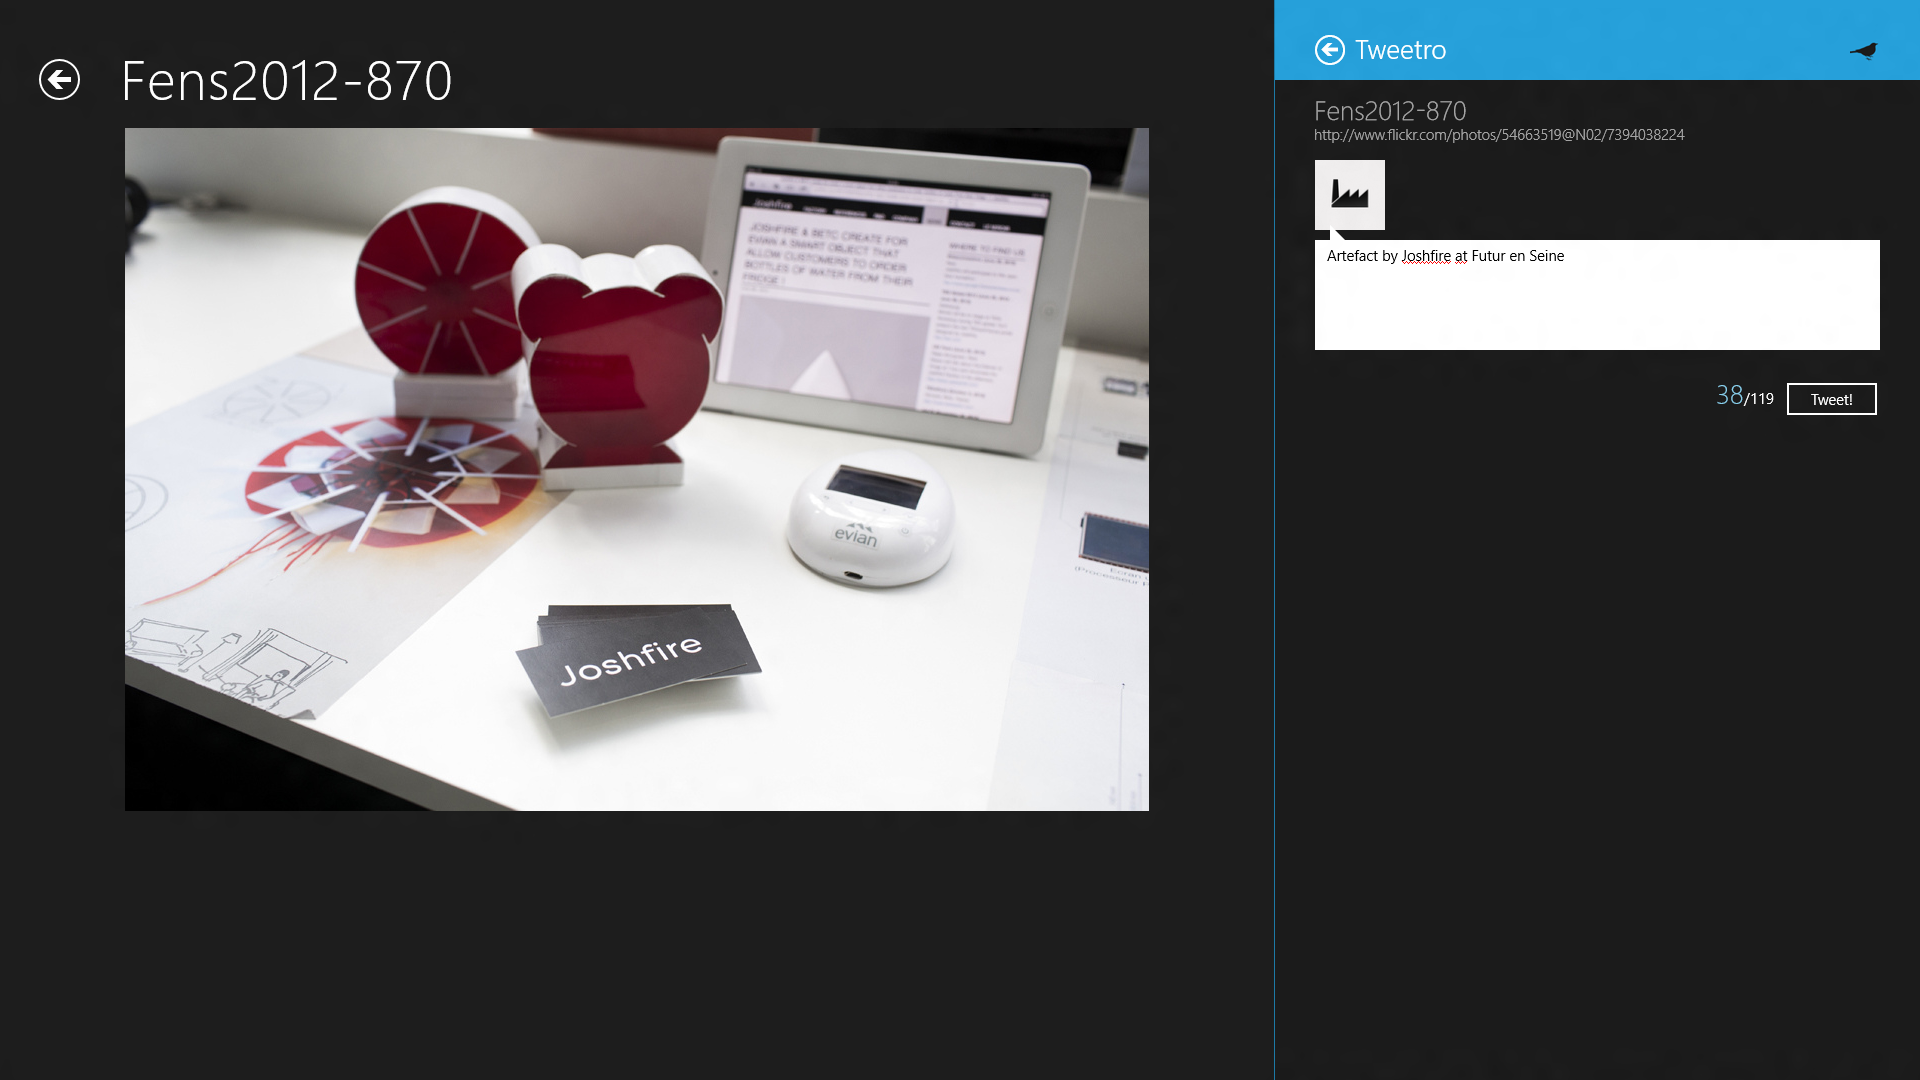 Fens2012-870
Joshfire
JOSHFIRE & BETC CREATE FOR
EVIAN A SMART OBJECT THAT
ALLOW CUSTOMERS TO ORDER
BOTTLES OF WATER FROM THEIR
FRIDGE !
WHERE TO FIND US
evian
Joshfire
Tweetro
Fens2012-870
http://www.flickr.com/photos/54663519@N02/7394038224
Artefact by Joshfire at Futur en Seine
38/119
Tweet!